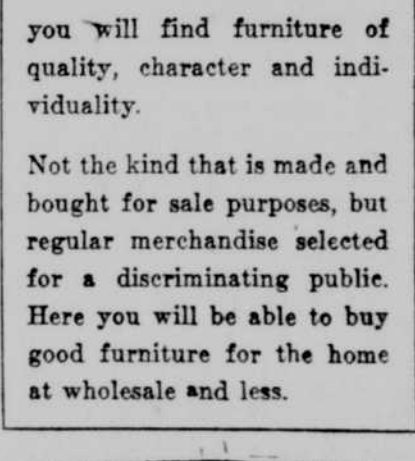 you will find furniture of
quality, character and indi-
viduality.
Not the kind that is made and
bought for sale purposes, but
regular merchandise selected
for a discriminating public.
Here you will be able to buy
good furniture for the home
at wholesale and less.